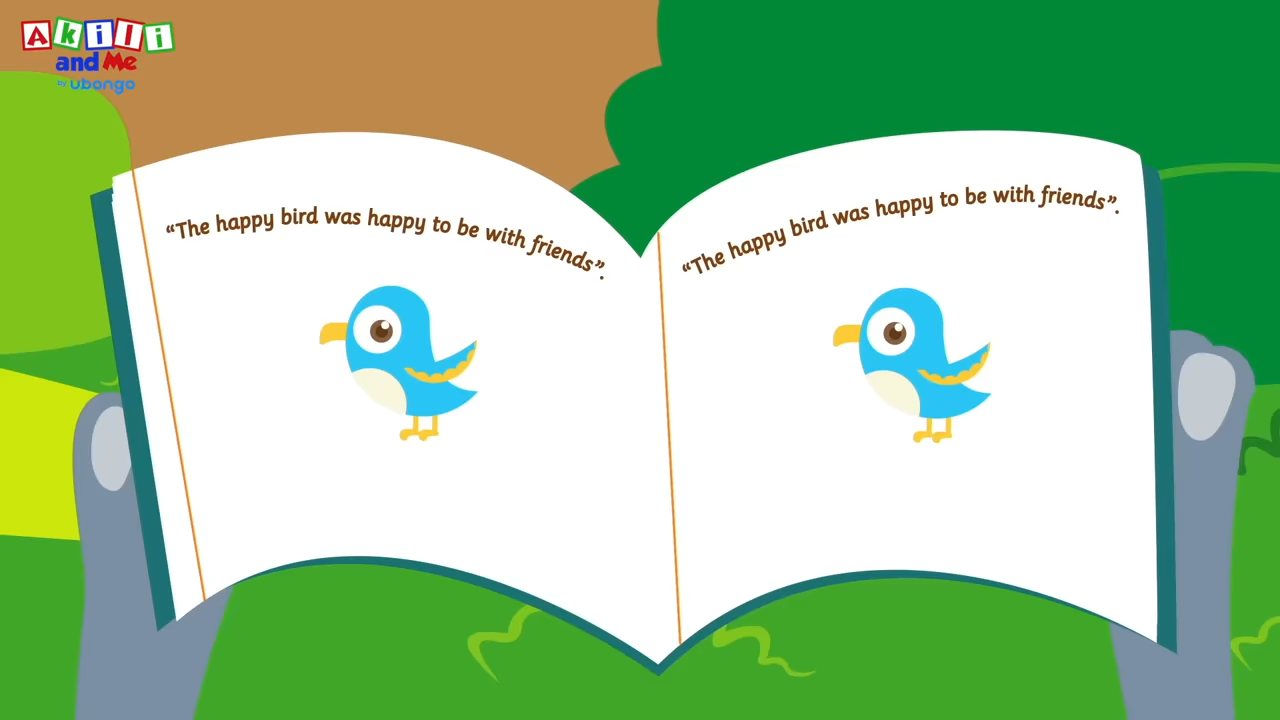 Akili
and Me
by ubongo
“The happy bird was happy to be with friends”.
“The happy bird was happy to be with friends”.